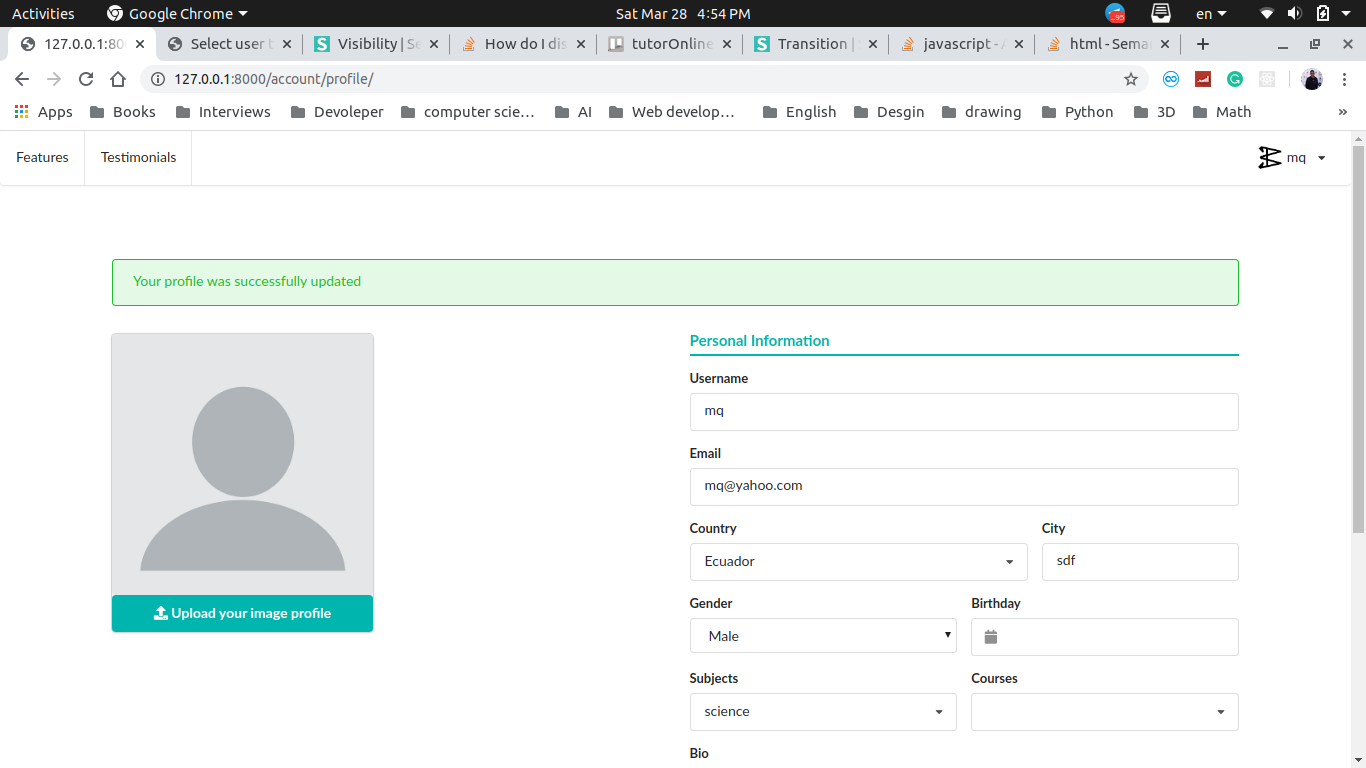 Activities Google Chrome Sat Mar 28 4:54 PM .95 en
127.0.0.1:80 Select user t Visibility | Se How do I dis tutorOnline Transition | javascript - A html - Seman
127.0.0.1:8000/account/profile/
Apps Books Interviews Devoleper computer scie... AI Web develop... English Desgin drawing Python 3D Math »
Features Testimonials mq
Your profile was successfully updated
Personal Information
Username
mq
Email
mq@yahoo.com
Country City
Ecuador sdf
Gender Birthday
Male
Subjects Courses
science
Bio
Upload your image profile